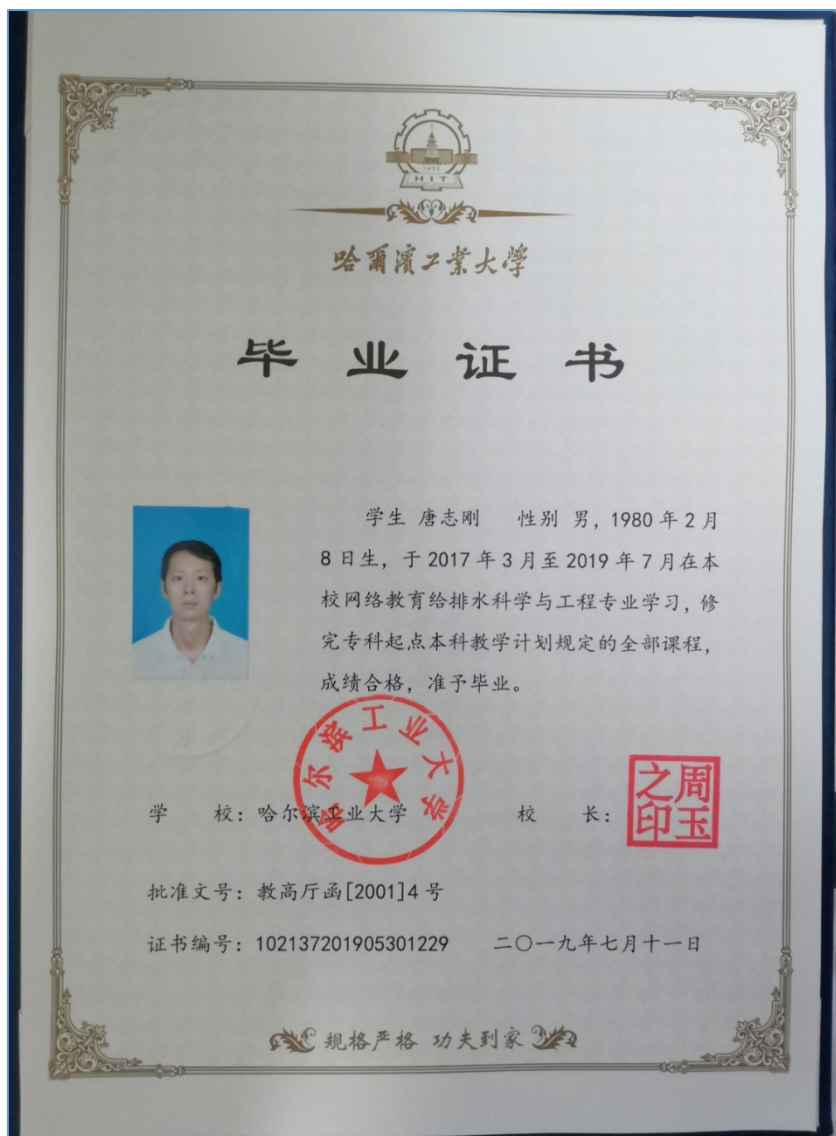 1920
HIT
哈爾濱工業大學
毕业证书
学生 唐志刚 性别 男，1980 年 2 月
8 日生，于 2017 年 3 月至 2019 年 7 月在本
校网络教育给排水科学与工程专业学习，修
完专科起点本科教学计划规定的全部课程，
成绩合格，准予毕业。
哈尔滨工业大学
学 校：哈尔滨工业大学 校 长：
周玉之印
批准文号：教高厅函[2001]4 号
证书编号：102137201905301229 二〇一九年七月十一日
规格严格 功夫到家